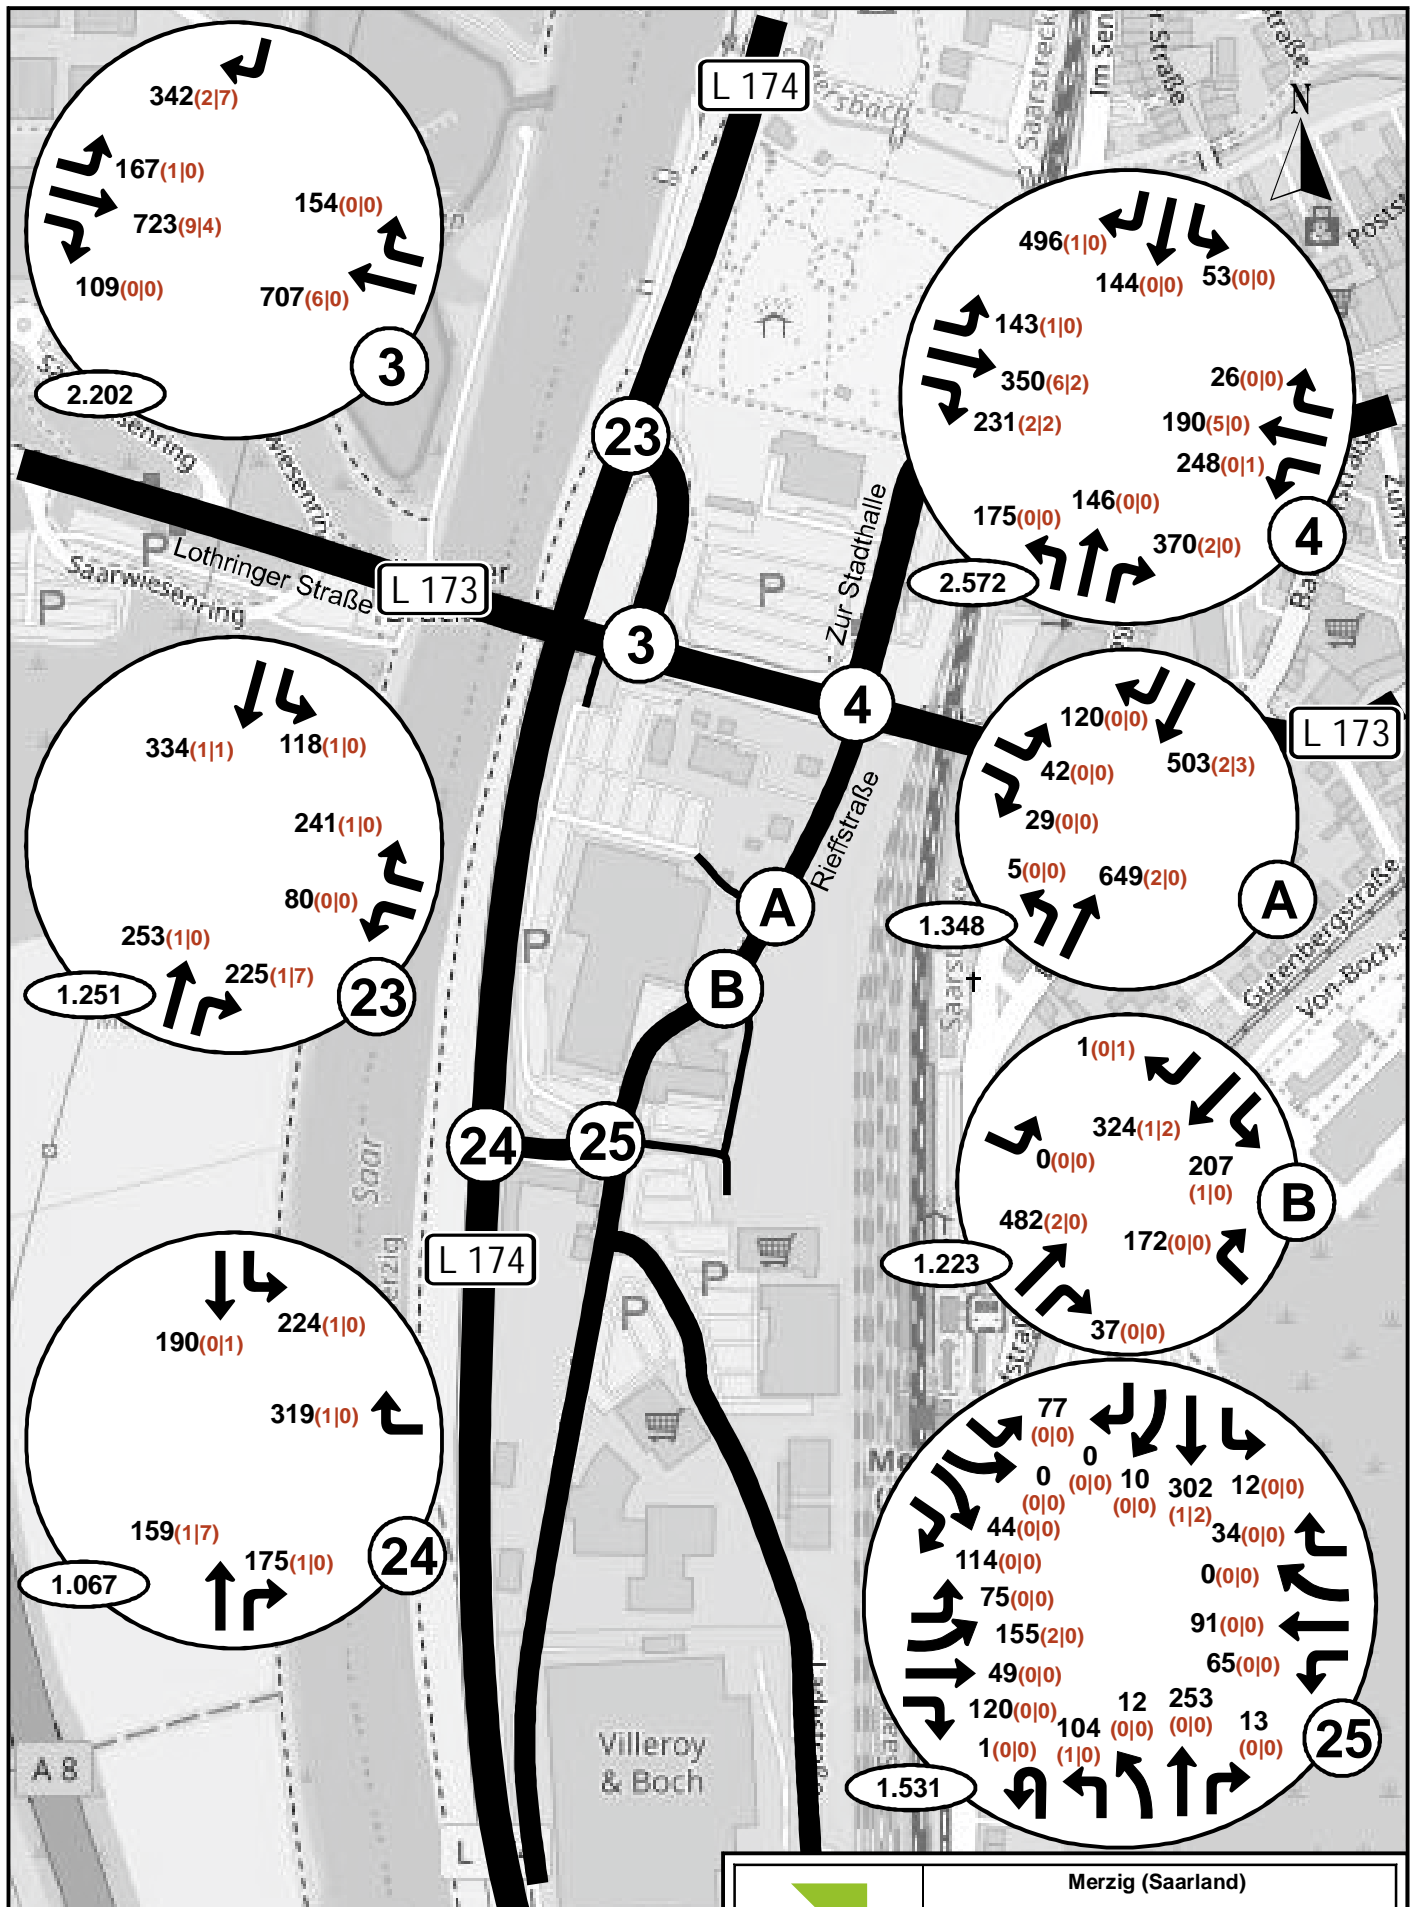 L 174
N
Im Sen
Saarstreck
Posts
342(2|7)
167(1|0)
723(9|4)
109(0|0)
154(0|0)
707(6|0)
3
2.202
496(1|0)
144(0|0)
53(0|0)
143(1|0)
350(6|2)
231(2|2)
26(0|0)
190(5|0)
248(0|1)
175(0|0)
146(0|0)
370(2|0)
4
2.572
23
P
Lothringer Straße
Saarwiesenring
P
L 173
Zur Stadthalle
P
3
4
L 173
334(1|1)
118(1|0)
241(1|0)
80(0|0)
253(1|0)
225(1|7)
1.251
23
120(0|0)
503(2|3)
42(0|0)
29(0|0)
5(0|0)
649(2|0)
1.348
A
Rieffstraße
A
P
B
Gutenbergstraße
Von-Boch-
24
25
Saar
erzig
1(0|1)
324(1|2)
207
(1|0)
0(0|0)
482(2|0)
172(0|0)
37(0|0)
1.223
B
L 174
P
P
190(0|1)
224(1|0)
319(1|0)
159(1|7)
175(1|0)
1.067
24
77
(0|0)
0
(0|0)
0
(0|0)
10
(0|0)
302
(1|2)
12(0|0)
44(0|0)
34(0|0)
114(0|0)
0(0|0)
75(0|0)
91(0|0)
155(2|0)
65(0|0)
49(0|0)
120(0|0)
1(0|0)
104
(1|0)
12
(0|0)
253
(0|0)
13
(0|0)
1.531
25
A 8
Villeroy
& Boch
L
Merzig (Saarland)